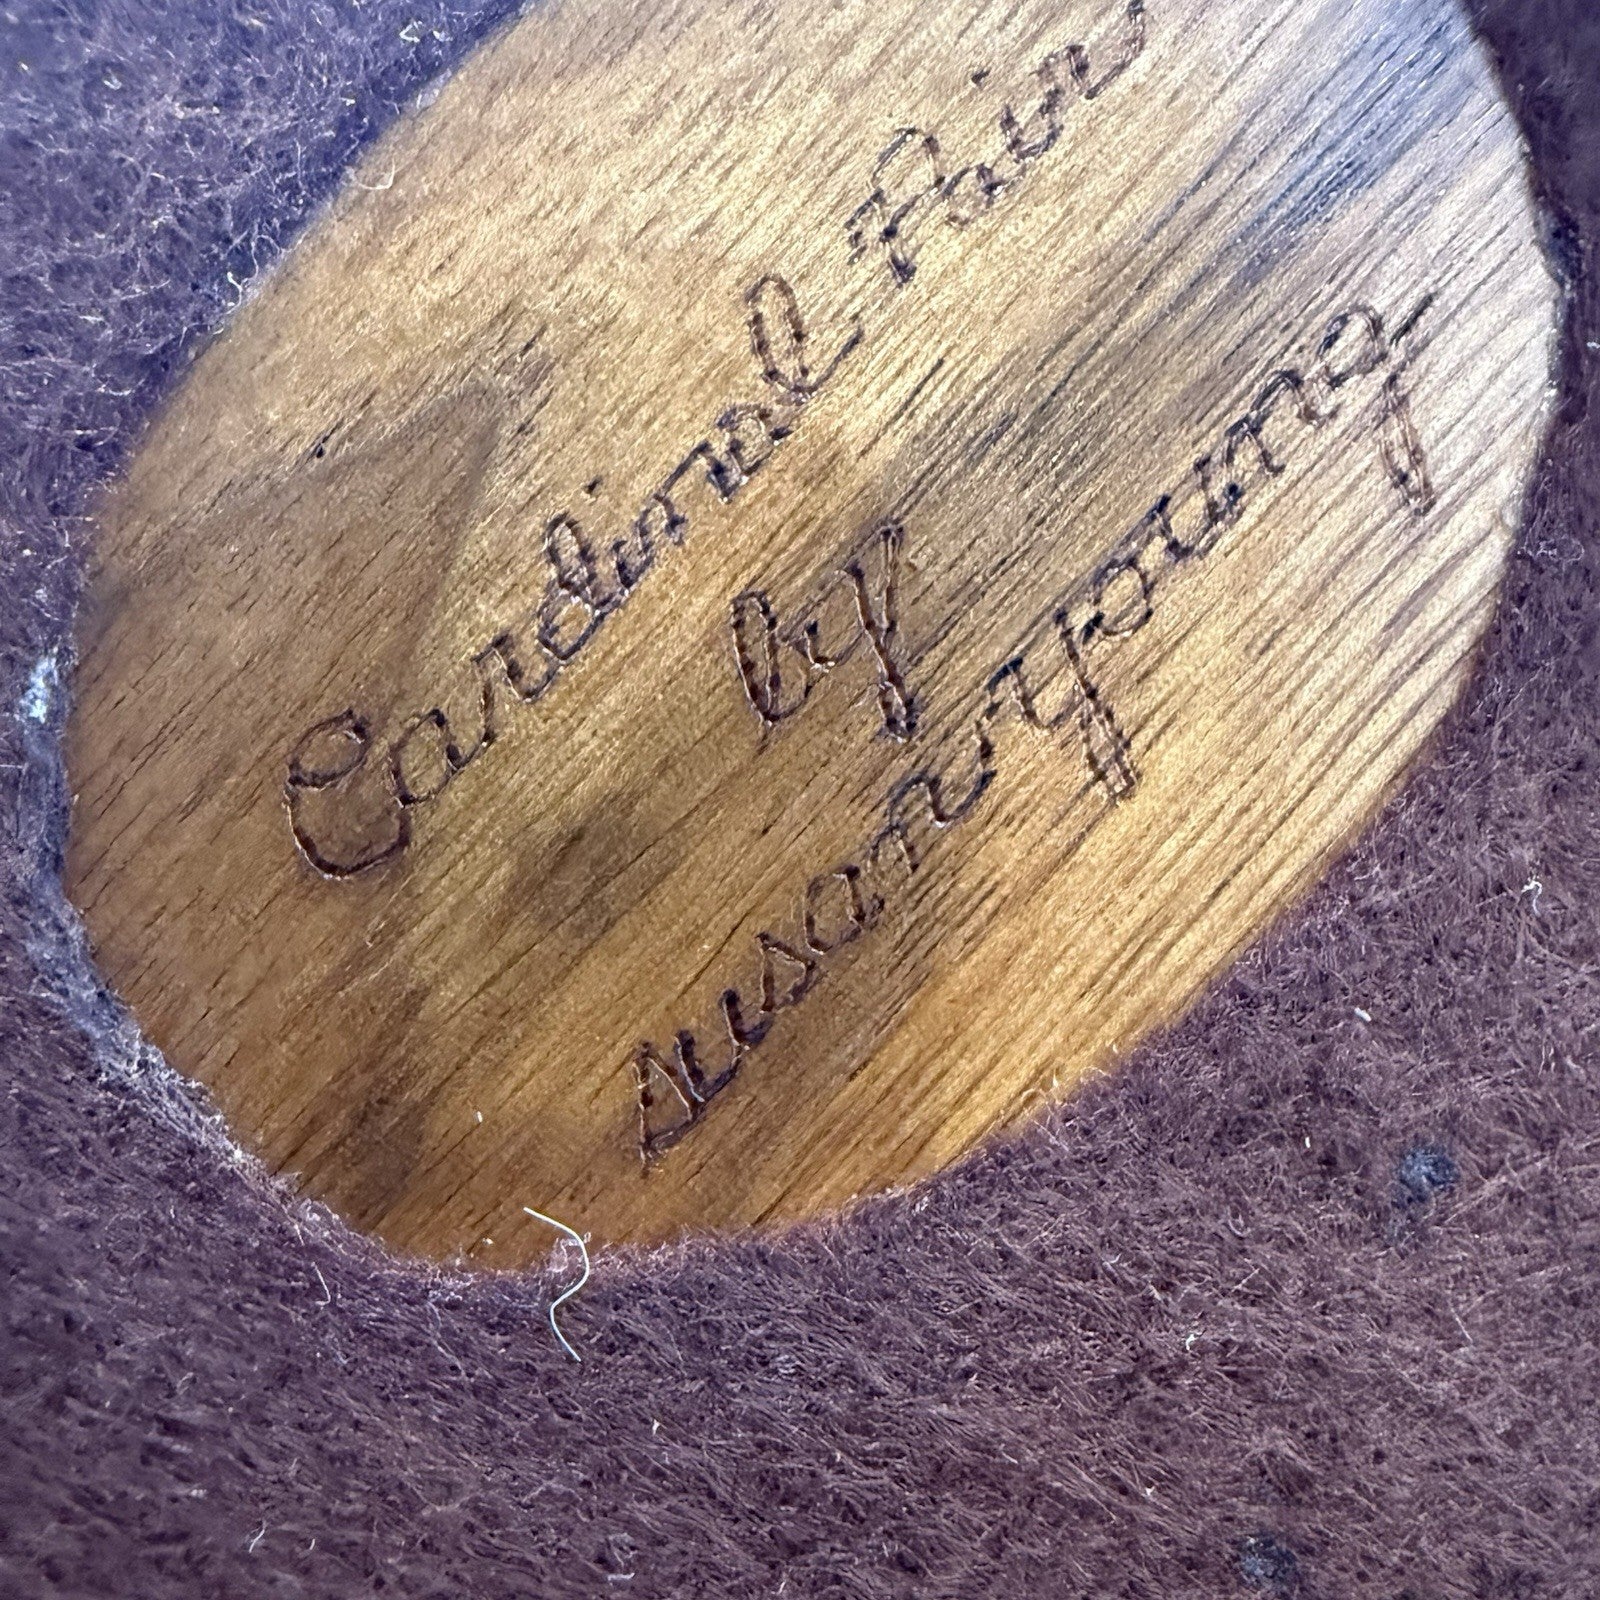 Cardinal Pair
by
Susan Young